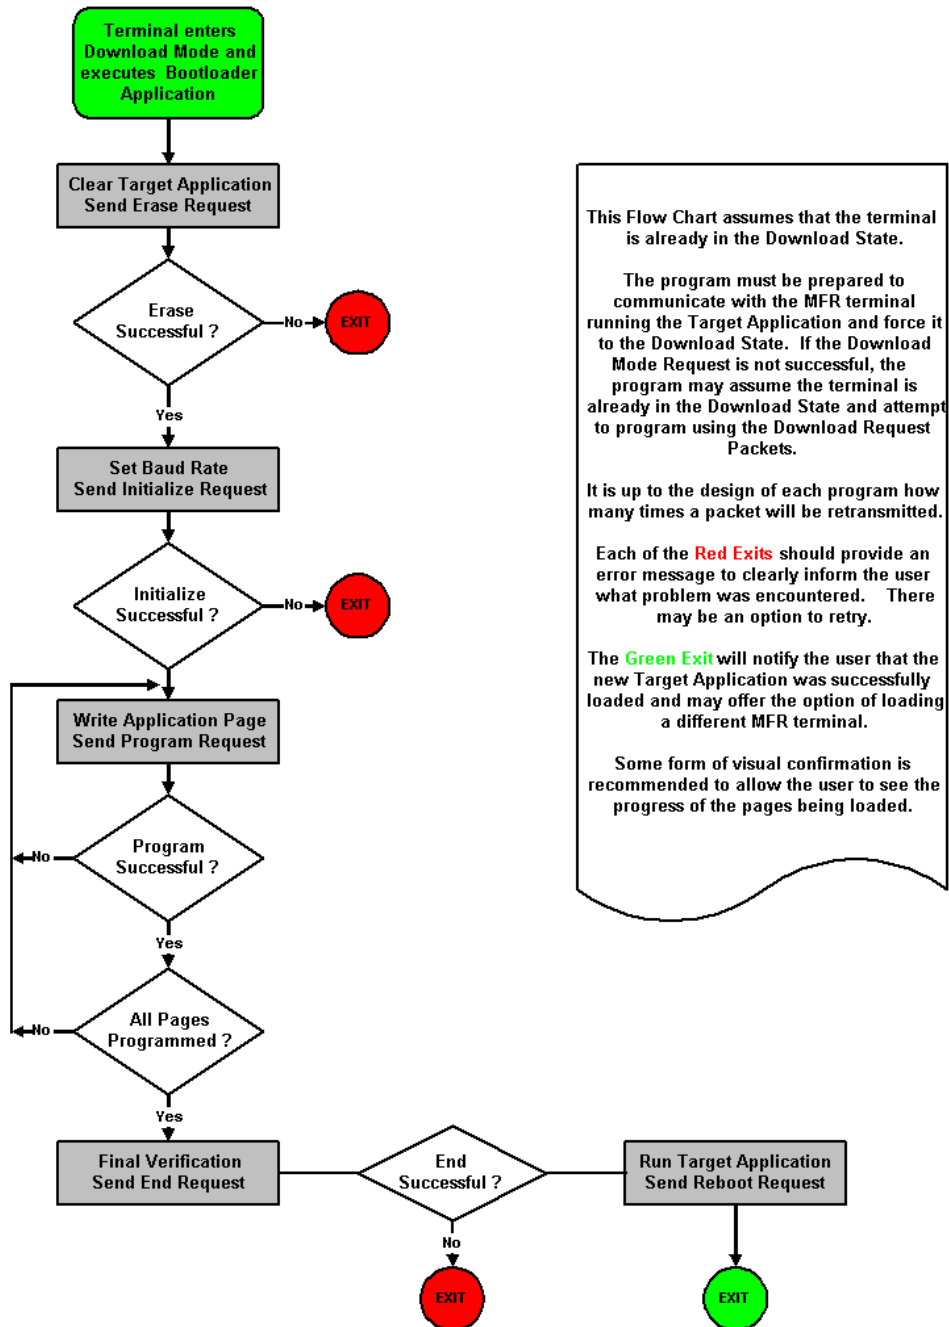 Terminal enters
Download Mode and
executes Bootloader
Application
Clear Target Application
Send Erase Request
Erase
Successful ?
No
EXIT
Yes
Set Baud Rate
Send Initialize Request
Initialize
Successful ?
No
EXIT
Write Application Page
Send Program Request
Program
Successful ?
No
Yes
All Pages
Programmed ?
No
Yes
Final Verification
Send End Request
End
Successful ?
No
EXIT
Run Target Application
Send Reboot Request
EXIT
This Flow Chart assumes that the terminal
is already in the Download State.
The program must be prepared to
communicate with the MFR terminal
running the Target Application and force it
to the Download State. If the Download
Mode Request is not successful, the
program may assume the terminal is
already in the Download State and attempt
to program using the Download Request
Packets.
It is up to the design of each program how
many times a packet will be retransmitted.
Each of the Red Exits should provide an
error message to clearly inform the user
what problem was encountered. There
may be an option to retry.
The Green Exit will notify the user that the
new Target Application was successfully
loaded and may offer the option of loading
a different MFR terminal.
Some form of visual confirmation is
recommended to allow the user to see the
progress of the pages being loaded.